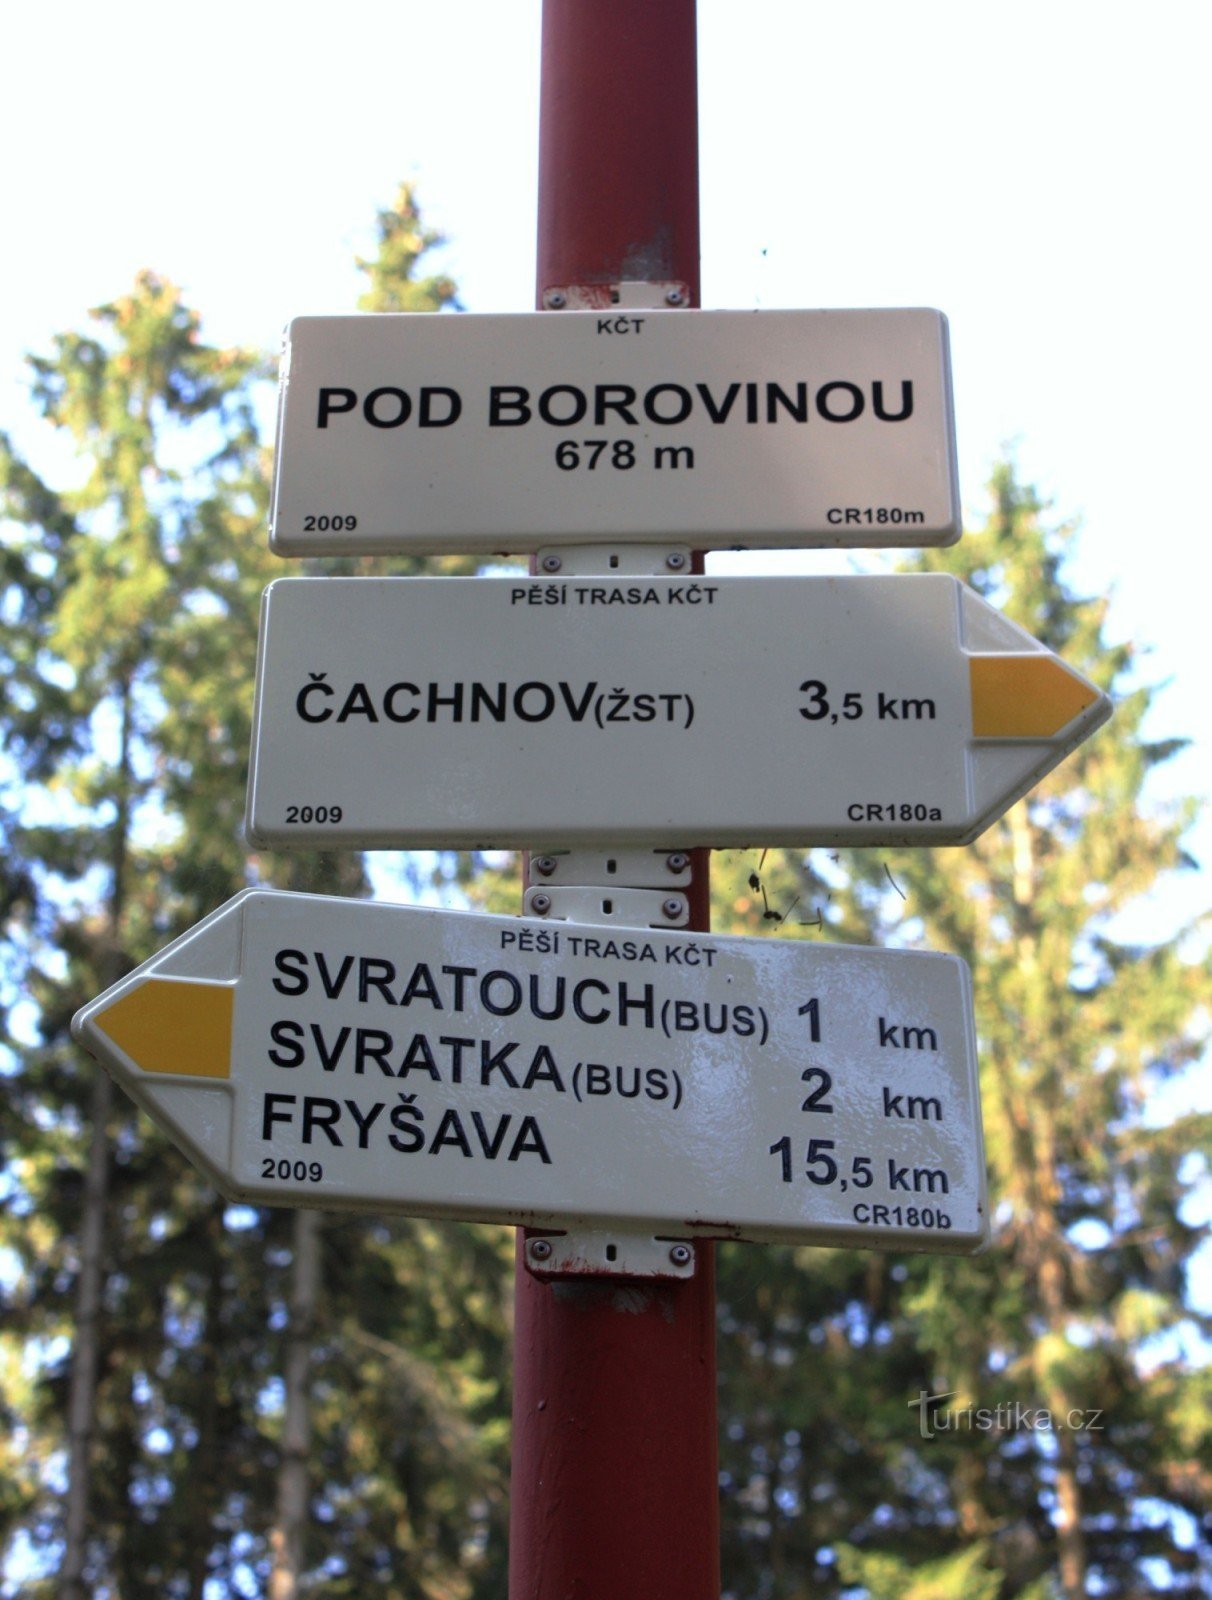 KČT
POD BOROVINOU
678 m
2009 CR180m
PĚŠÍ TRASA KČT
ČACHNOV(ŽST) 3,5 km
2009 CR180a
PĚŠÍ TRASA KČT
SVRATOUCH(BUS) 1 km
SVRATKA(BUS) 2 km
FRYŠAVA 15,5 km
2009 CR180b
Turistika.cz